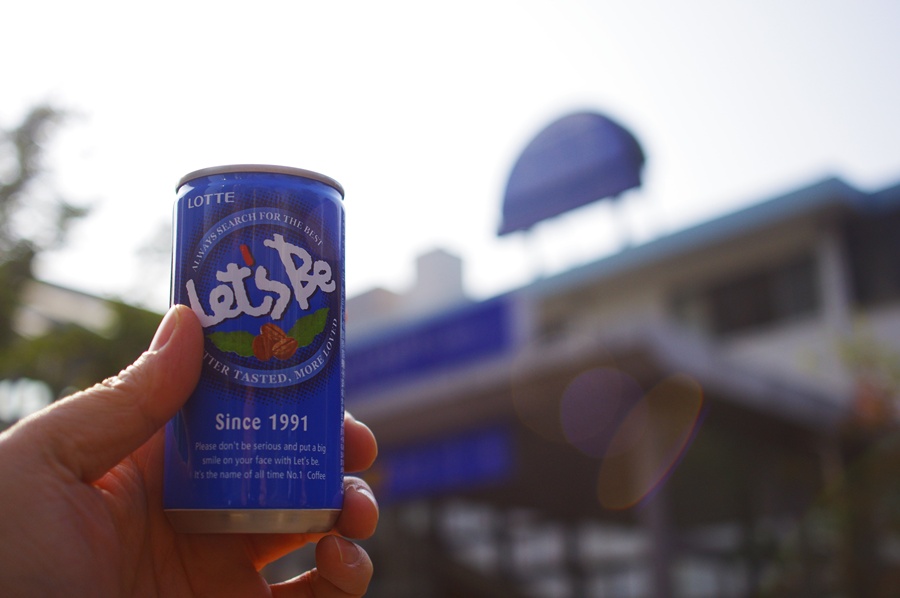 LOTTE
ALWAYS SEARCH FOR THE BEST
Let's Be
TASTED, MORE LOVED
Since 1991
Please don't be serious and put a big
smile on your face with Let's be.
It's the name of all time No.1 Coffee